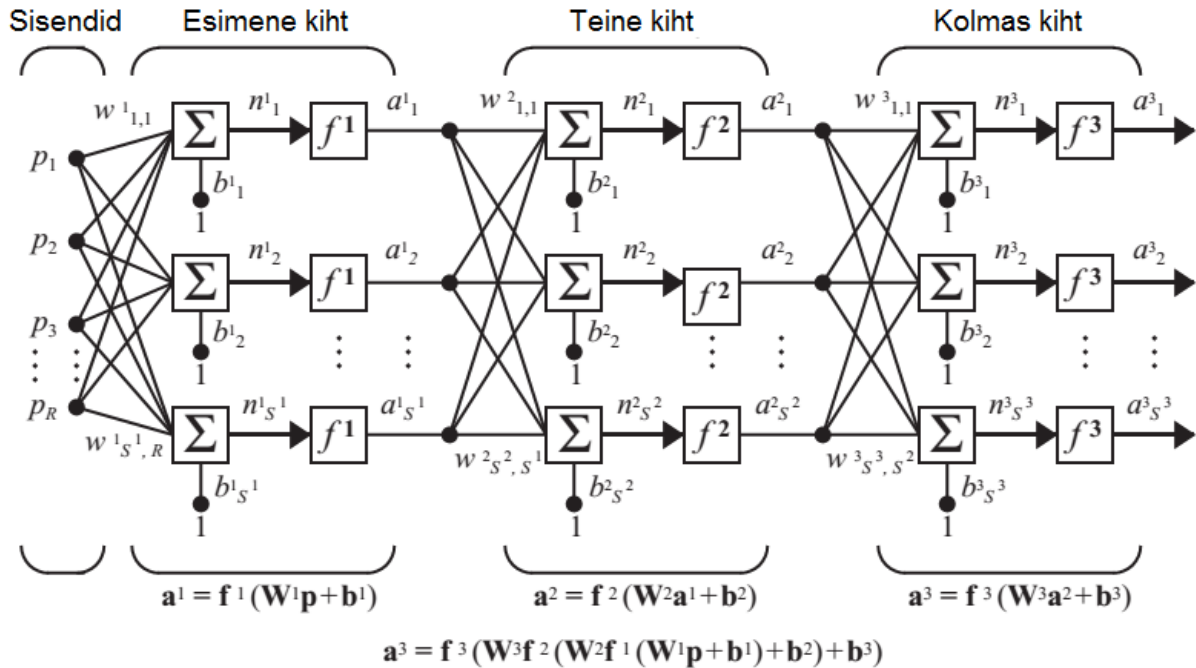 Sisendid Esimene kiht Teine kiht Kolmas kiht
w¹₁,₁ n¹₁ a¹₁ w²₁,₁ n²₁ a²₁ w³₁,₁ n³₁ a³₁
Σ f¹ Σ f² Σ f³
p₁ b¹₁ b²₁ b³₁
1 1 1
p₂ n¹₂ a¹₂ n²₂ a²₂ n³₂ a³₂
Σ f¹ Σ f² Σ f³
p₃ b¹₂ b²₂ b³₂
1 1 1
p_R n¹_S¹ a¹_S¹ n²_S² a²_S² n³_S³ a³_S³
Σ f¹ Σ f² Σ f³
w¹_S¹, R w²_S², S¹ w³_S³, S²
b¹_S¹ b²_S² b³_S³
1 1 1
a¹ = f¹(W¹p+b¹) a² = f²(W²a¹+b²) a³ = f³(W³a²+b³)
a³ = f³(W³f²(W²f¹(W¹p+b¹)+b²)+b³)